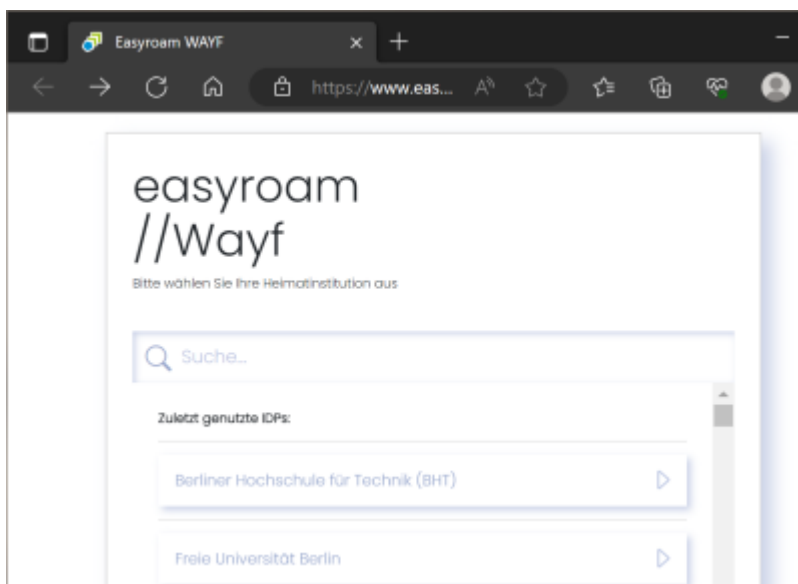 Easyroam WAYF
https://www.eas...
easyroam
//Wayf
Bitte wählen Sie Ihre Heimatinstitution aus
Suche...
Zuletzt genutzte IDPs:
Berliner Hochschule für Technik (BHT)
Freie Universität Berlin